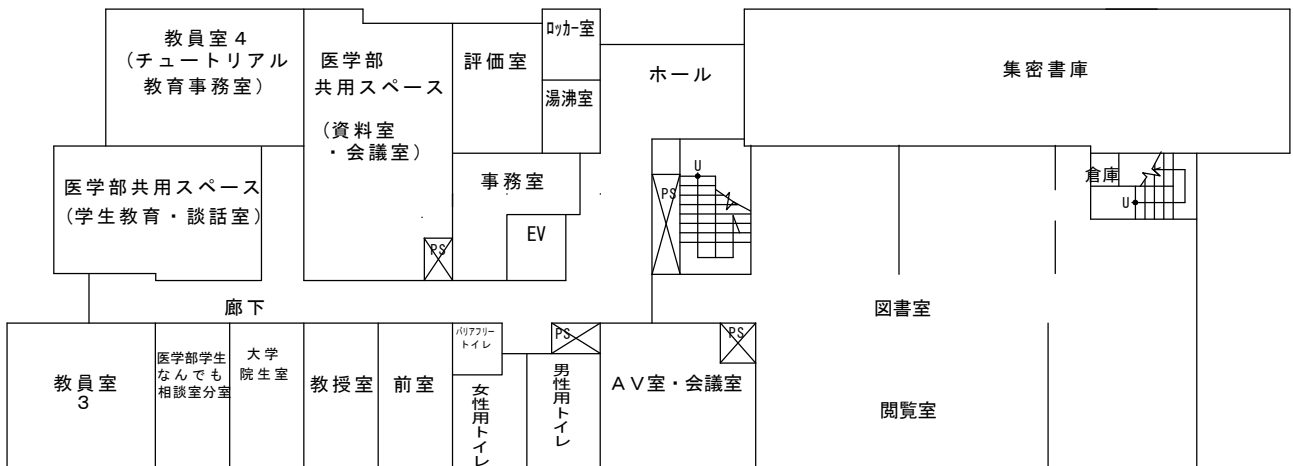 教員室４
（チュートリアル
教育事務室）
医学部
共用スペース
（資料室
・会議室）
評価室
ﾛｯｶｰ室
湯沸室
ホール
集密書庫
医学部共用スペース
（学生教育・談話室）
事務室
EV
PS
PS
U
倉庫
U
廊下
図書室
教員室
３
医学部学生
なんでも
相談室分室
大学
院生室
教授室
前室
ﾊﾞﾘｱﾌﾘｰ
トイレ
女性用トイレ
男性用トイレ
PS
ＡＶ室・会議室
PS
閲覧室